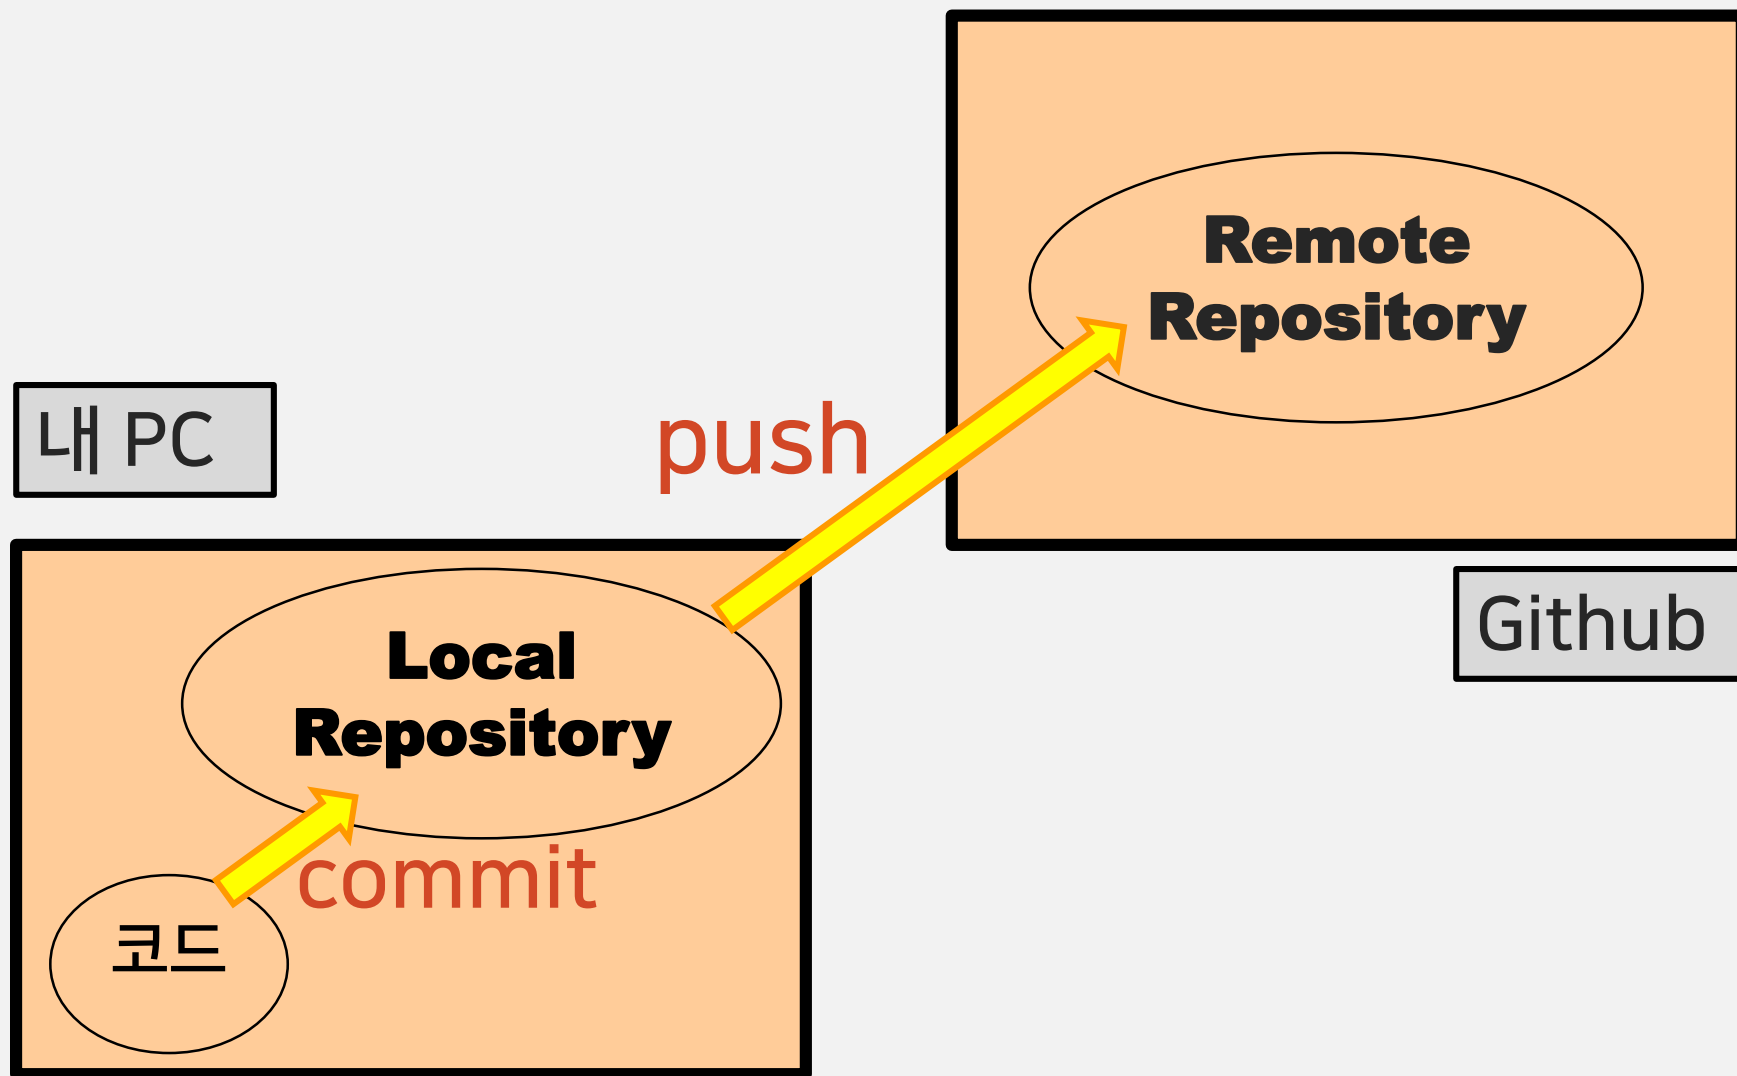 Remote
Repository
내 PC
push
Github
Local
Repository
commit
코드